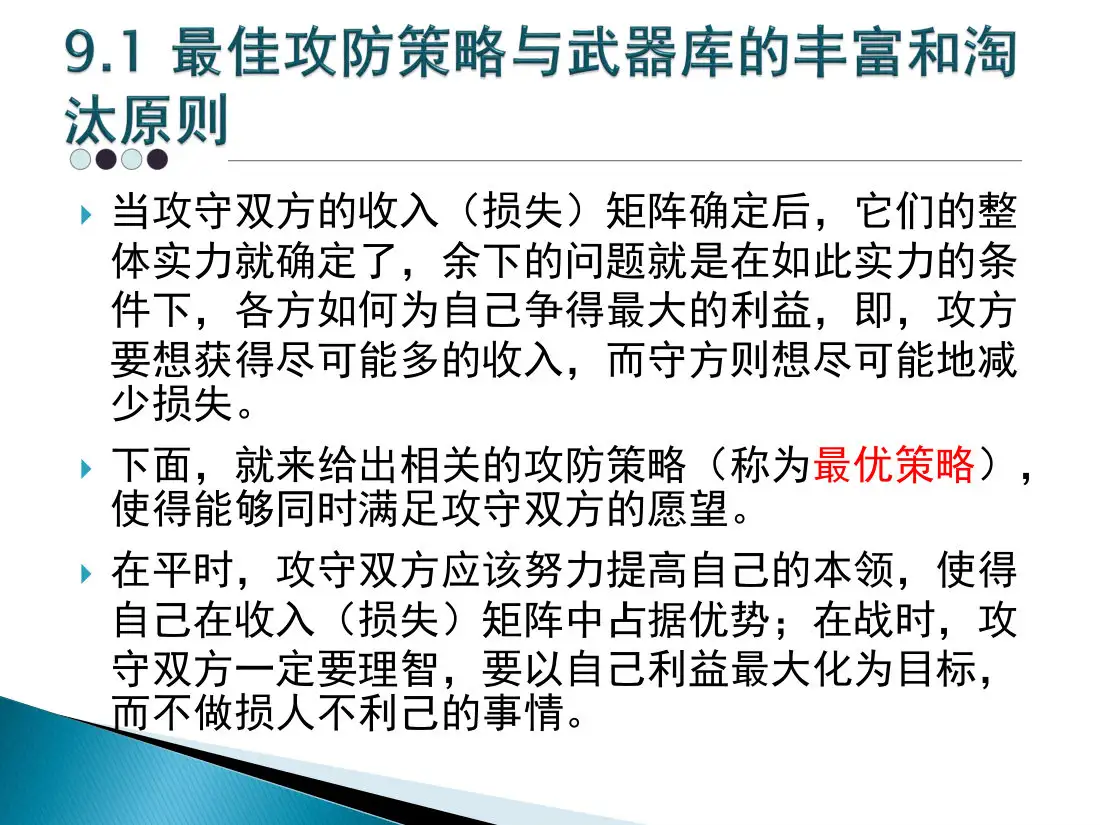 9.1 最佳攻防策略与武器库的丰富和淘
汰原则
当攻守双方的收入（损失）矩阵确定后，它们的整
体实力就确定了，余下的问题就是在如此实力的条
件下，各方如何为自己争得最大的利益，即，攻方
要想获得尽可能多的收入，而守方则想尽可能地减
少损失。
下面，就来给出相关的攻防策略（称为最优策略），
使得能够同时满足攻守双方的愿望。
在平时，攻守双方应该努力提高自己的本领，使得
自己在收入（损失）矩阵中占据优势；在战时，攻
守双方一定要理智，要以自己利益最大化为目标，
而不做损人不利己的事情。